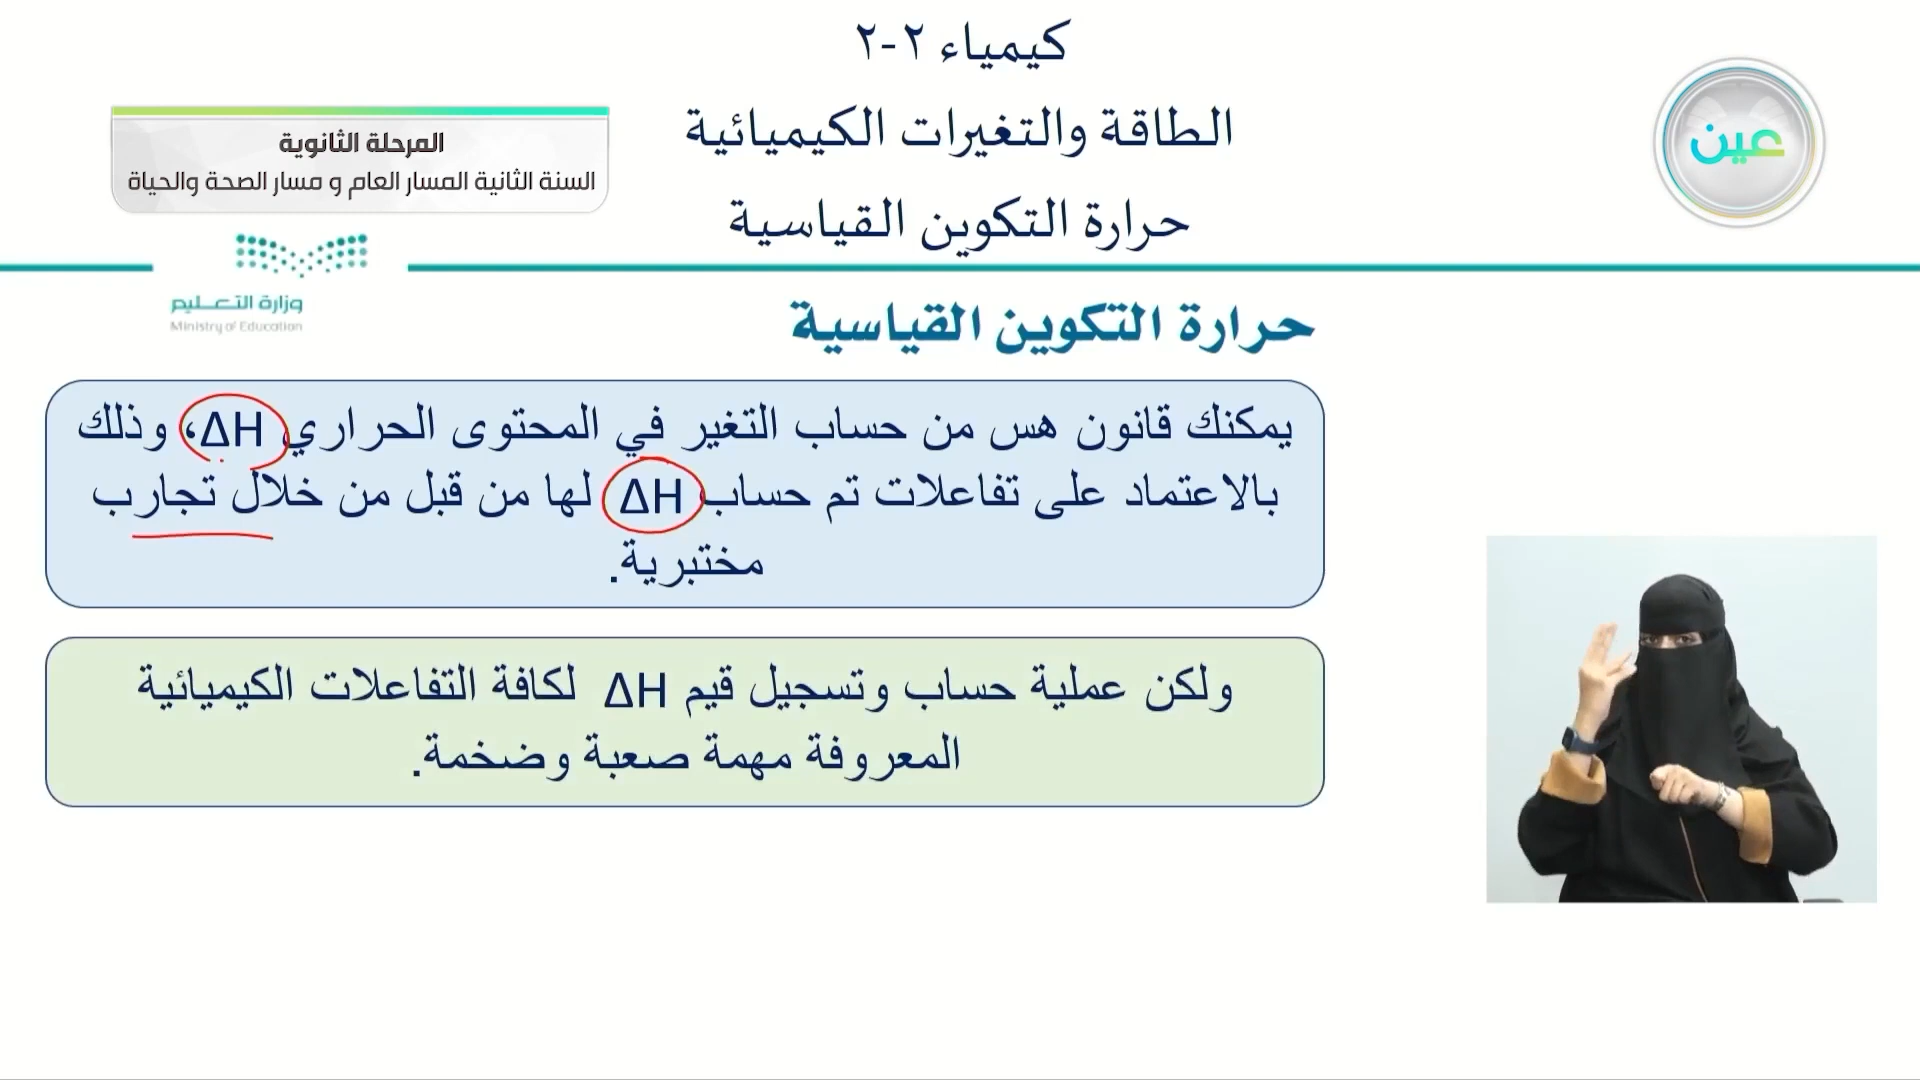 كيمياء ٢-٢
الطاقة والتغيرات الكيميائية
حرارة التكوين القياسية
عين
المرحلة الثانوية
السنة الثانية المسار العام و مسار الصحة والحياة
وزارة التعليم
Ministry of Education
حرارة التكوين القياسية
يمكنك قانون هس من حساب التغير في المحتوى الحراري ΔH، وذلك
بالاعتماد على تفاعلات تم حساب ΔH لها من قبل من خلال تجارب
مختبرية.
ولكن عملية حساب وتسجيل قيم ΔH لكافة التفاعلات الكيميائية
المعروفة مهمة صعبة وضخمة.